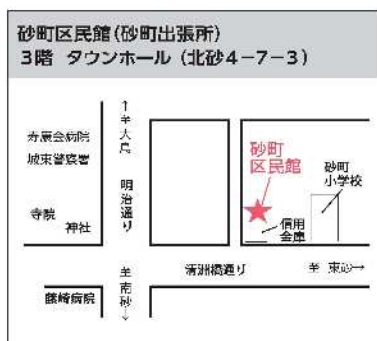 砂町区民館(砂町出張所)
3階 タウンホール(北砂4-7-3)
↑至大島
寿康会病院
城東警察署
明治通り
砂町
区民館
砂町
小学校
寺院
神社
信用
金庫
清洲橋通り
至 東砂→
至南砂→
藤崎病院